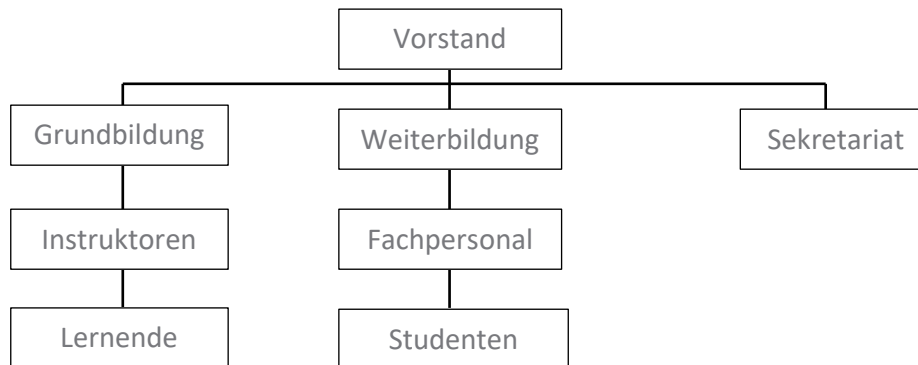 Vorstand
Grundbildung
Weiterbildung
Sekretariat
Instruktoren
Fachpersonal
Lernende
Studenten